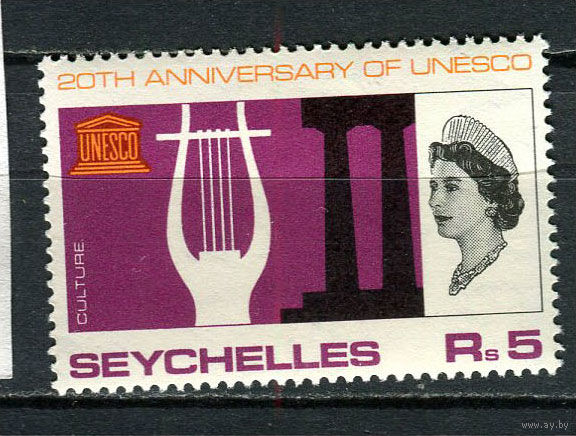 20TH ANNIVERSARY OF UNESCO
UNESCO
CULTURE
SEYCHELLES Rs 5
www.ay.by